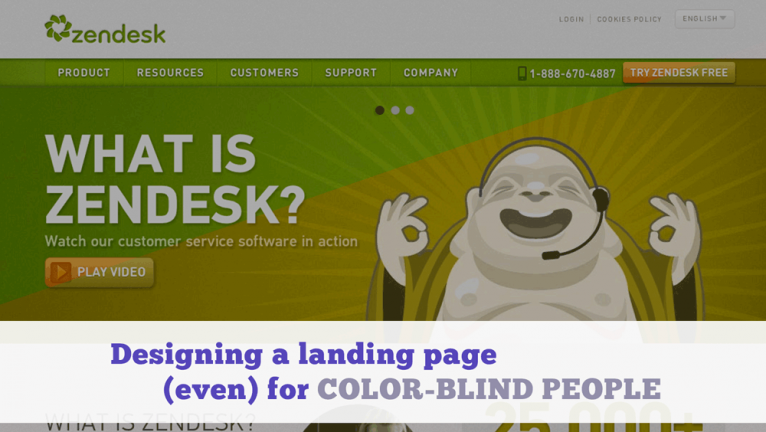 zendesk
LOGIN COOKIES POLICY ENGLISH
PRODUCT RESOURCES CUSTOMERS SUPPORT COMPANY 1-888-670-4887 TRY ZENDESK FREE
WHAT IS
ZENDESK?
Watch our customer service software in action
PLAY VIDEO
Designing a landing page
(even) for COLOR-BLIND PEOPLE
WHAT IS ZENDESK? 25,000+